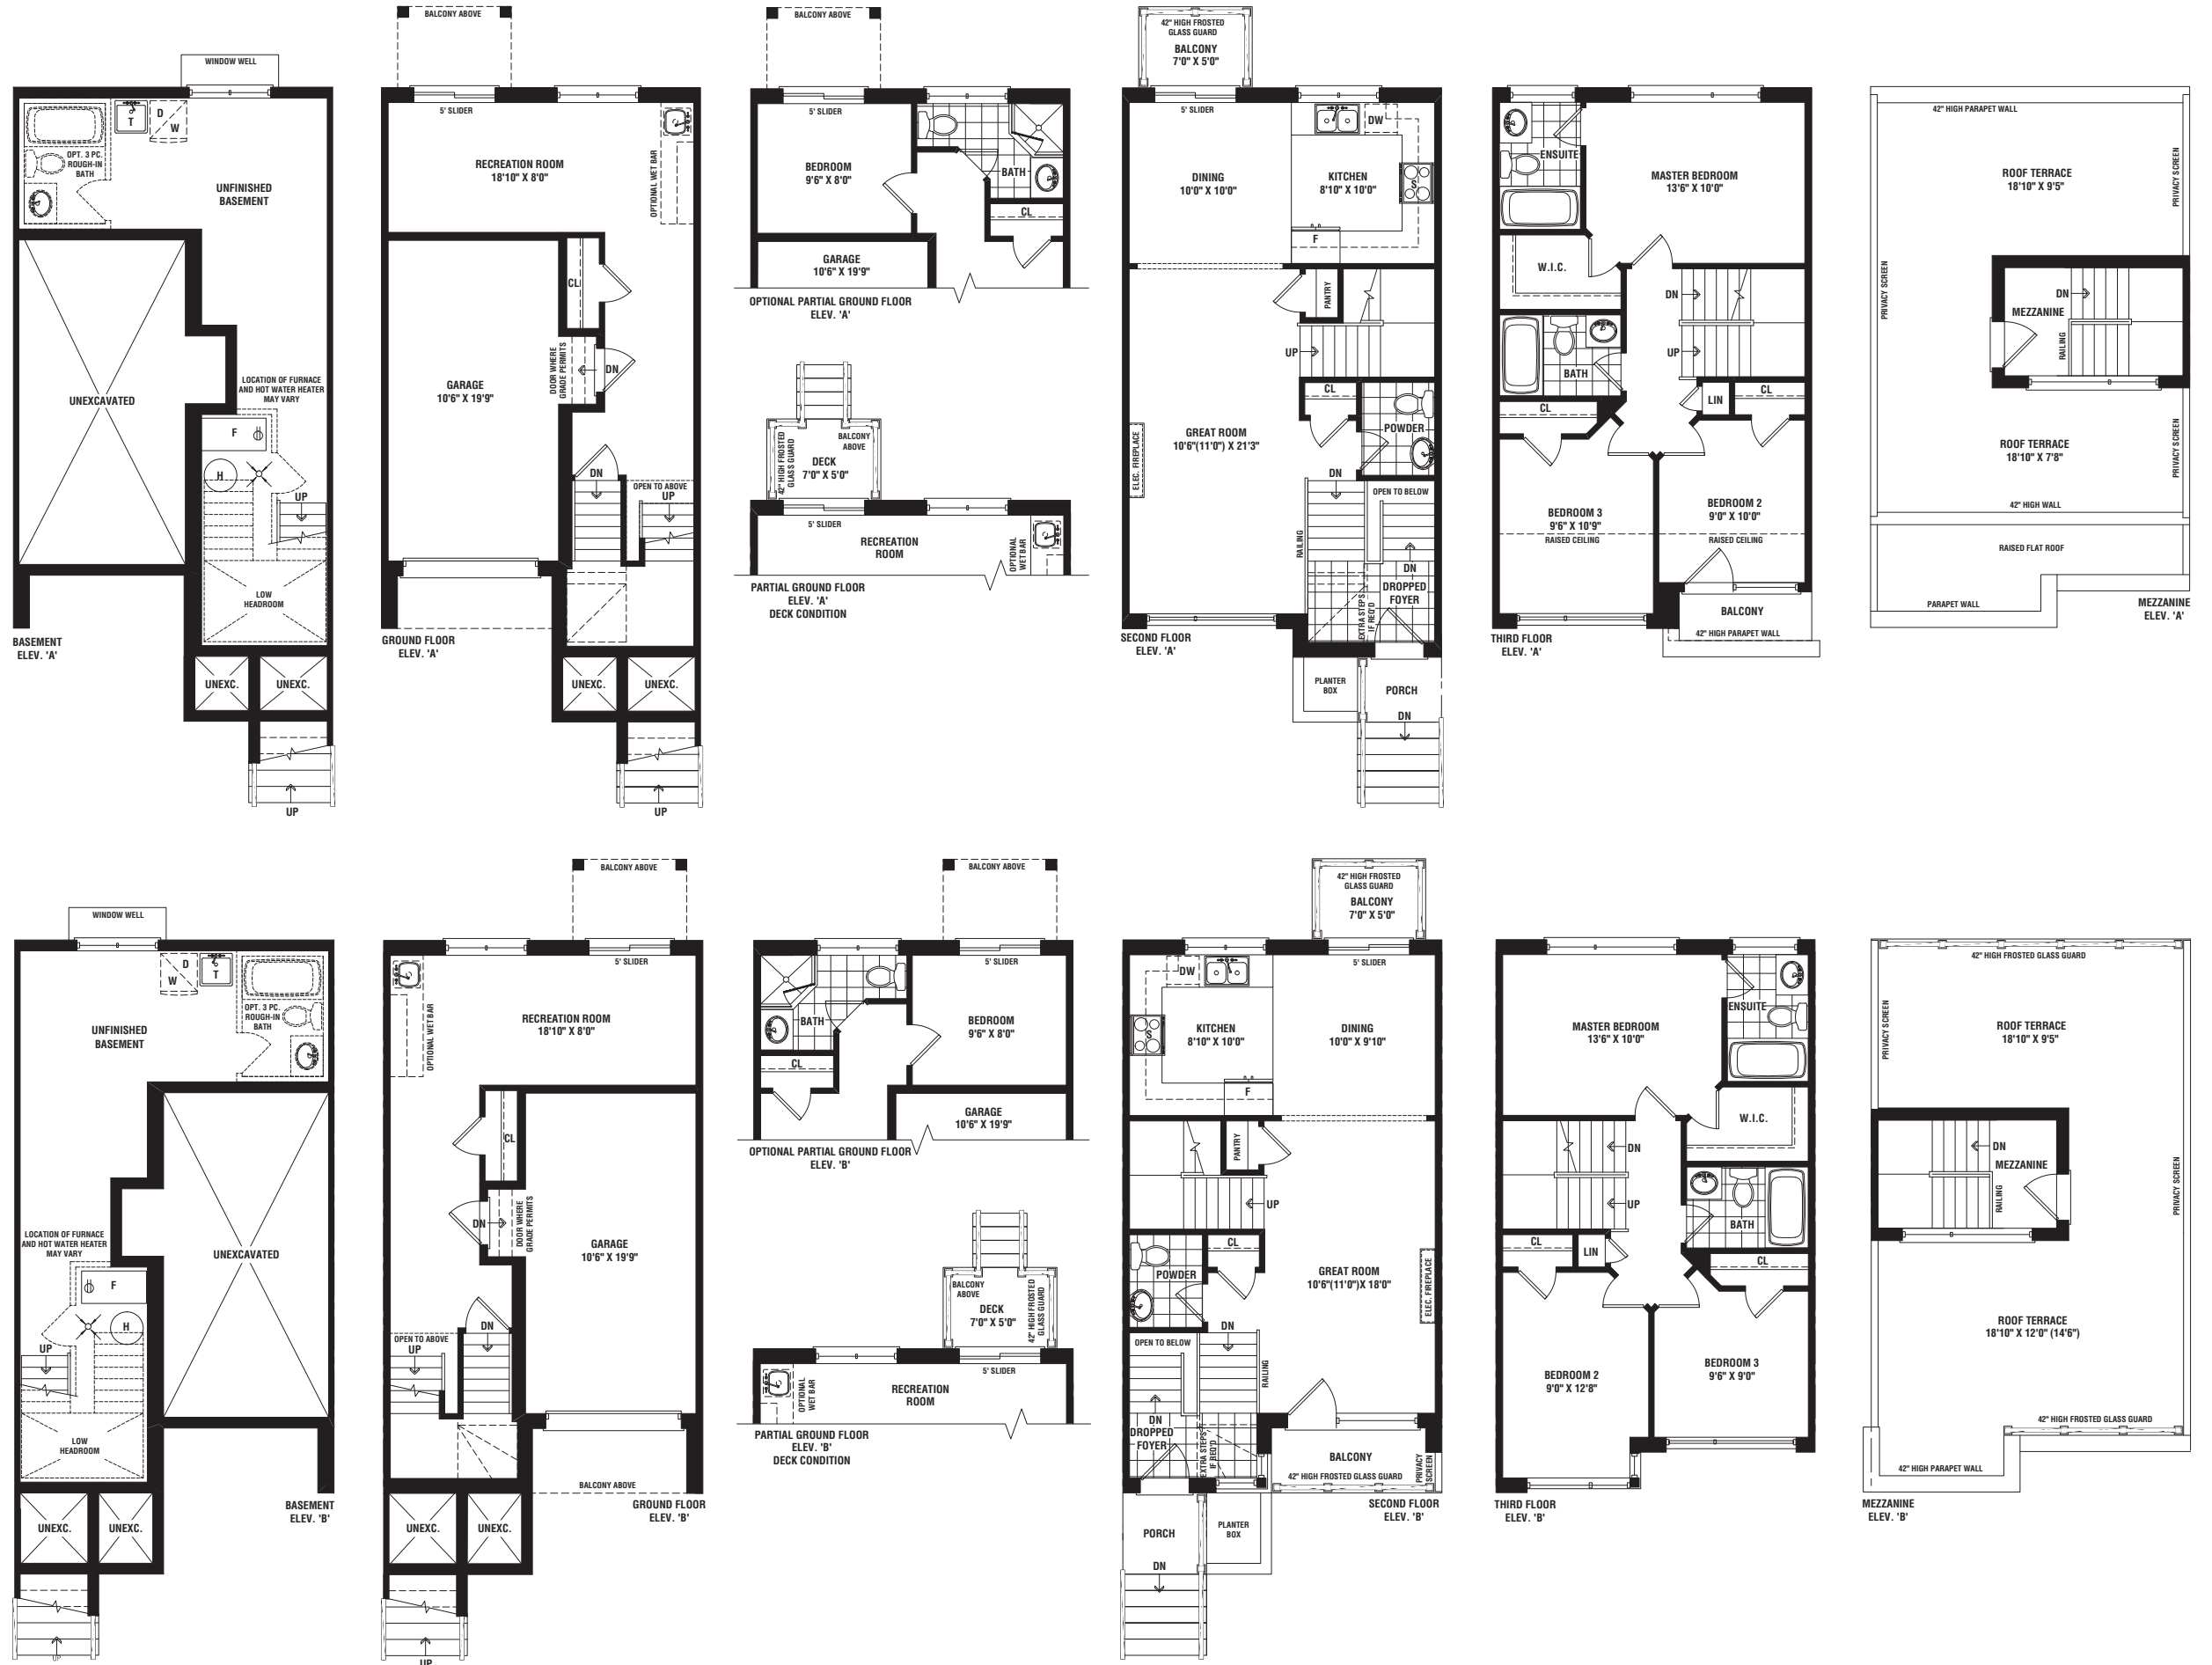 WINDOW WELL
D
W
T
OPT. 3 PC.
ROUGH-IN
BATH
UNFINISHED
BASEMENT
UNEXCAVATED
LOCATION OF FURNACE
AND HOT WATER HEATER
MAY VARY
F
H
UP
LOW
HEADROOM
BASEMENT
ELEV. 'A'
UNEXC.
UNEXC.
UP
BALCONY ABOVE
5' SLIDER
RECREATION ROOM
18'10" X 8'0"
OPTIONAL WET BAR
CL
DOOR WHERE
GRADE PERMITS
DN
GARAGE
10'6" X 19'9"
DN
OPEN TO ABOVE
UP
GROUND FLOOR
ELEV. 'A'
UNEXC.
UNEXC.
UP
BALCONY ABOVE
5' SLIDER
BEDROOM
9'6" X 8'0"
BATH
CL
GARAGE
10'6" X 19'9"
OPTIONAL PARTIAL GROUND FLOOR
ELEV. 'A'
42" HIGH FROSTED
GLASS GUARD
BALCONY
ABOVE
DECK
7'0" X 5'0"
5' SLIDER
RECREATION
ROOM
OPTIONAL
WET BAR
PARTIAL GROUND FLOOR
ELEV. 'A'
DECK CONDITION
42" HIGH FROSTED
GLASS GUARD
BALCONY
7'0" X 5'0"
5' SLIDER
DW
DINING
10'0" X 10'0"
KITCHEN
8'10" X 10'0"
S
F
PANTRY
UP
CL
POWDER
ELEC. FIREPLACE
GREAT ROOM
10'6"(11'0") X 21'3"
DN
OPEN TO BELOW
RAILING
DN
DROPPED
FOYER
EXTRA STEPS
IF REQ'D
SECOND FLOOR
ELEV. 'A'
PLANTER
BOX
PORCH
DN
ENSUITE
MASTER BEDROOM
13'6" X 10'0"
W.I.C.
DN
UP
BATH
CL
LIN
CL
BEDROOM 3
9'6" X 10'9"
RAISED CEILING
BEDROOM 2
9'0" X 10'0"
RAISED CEILING
BALCONY
42" HIGH PARAPET WALL
THIRD FLOOR
ELEV. 'A'
42" HIGH PARAPET WALL
PRIVACY SCREEN
ROOF TERRACE
18'10" X 9'5"
PRIVACY SCREEN
DN
MEZZANINE
RAILING
ROOF TERRACE
18'10" X 7'8"
PRIVACY SCREEN
42" HIGH WALL
RAISED FLAT ROOF
PARAPET WALL
MEZZANINE
ELEV. 'A'
WINDOW WELL
D
W
T
OPT. 3 PC.
ROUGH-IN
BATH
UNFINISHED
BASEMENT
LOCATION OF FURNACE
AND HOT WATER HEATER
MAY VARY
UNEXCAVATED
F
H
UP
LOW
HEADROOM
BASEMENT
ELEV. 'B'
UNEXC.
UNEXC.
UP
BALCONY ABOVE
5' SLIDER
RECREATION ROOM
18'10" X 8'0"
OPTIONAL WET BAR
CL
DN
DOOR WHERE
GRADE PERMITS
GARAGE
10'6" X 19'9"
DN
OPEN TO ABOVE
UP
BALCONY ABOVE
GROUND FLOOR
ELEV. 'B'
UNEXC.
UNEXC.
UP
BALCONY ABOVE
5' SLIDER
BATH
BEDROOM
9'6" X 8'0"
CL
GARAGE
10'6" X 19'9"
OPTIONAL PARTIAL GROUND FLOOR
ELEV. 'B'
BALCONY
ABOVE
DECK
7'0" X 5'0"
42" HIGH FROSTED
GLASS GUARD
5' SLIDER
OPTIONAL
WET BAR
RECREATION
ROOM
PARTIAL GROUND FLOOR
ELEV. 'B'
DECK CONDITION
42" HIGH FROSTED
GLASS GUARD
BALCONY
7'0" X 5'0"
DW
5' SLIDER
S
KITCHEN
8'10" X 10'0"
DINING
10'0" X 9'10"
F
PANTRY
UP
CL
POWDER
GREAT ROOM
10'6"(11'0")X 18'0"
ELEC. FIREPLACE
DN
OPEN TO BELOW
RAILING
DN
DROPPED
FOYER
EXTRA STEPS
IF REQ'D
BALCONY
42" HIGH FROSTED GLASS GUARD
PRIVACY
SCREEN
SECOND FLOOR
ELEV. 'B'
PORCH
PLANTER
BOX
DN
MASTER BEDROOM
13'6" X 10'0"
ENSUITE
W.I.C.
DN
UP
BATH
CL
LIN
CL
BEDROOM 2
9'0" X 12'8"
BEDROOM 3
9'6" X 9'0"
THIRD FLOOR
ELEV. 'B'
42" HIGH FROSTED GLASS GUARD
PRIVACY SCREEN
ROOF TERRACE
18'10" X 9'5"
DN
MEZZANINE
RAILING
PRIVACY SCREEN
ROOF TERRACE
18'10" X 12'0" (14'6")
42" HIGH FROSTED GLASS GUARD
42" HIGH PARAPET WALL
MEZZANINE
ELEV. 'B'